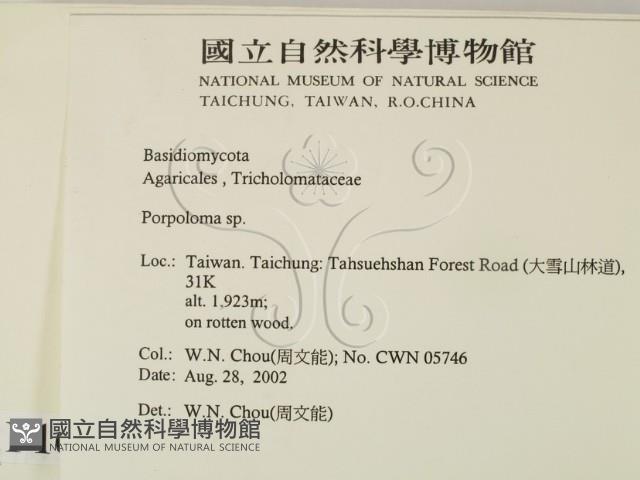 國立自然科學博物館
NATIONAL MUSEUM OF NATURAL SCIENCE
TAICHUNG, TAIWAN, R.O.CHINA
Basidiomycota
Agaricales , Tricholomataceae
Porpoloma sp.
Loc.: Taiwan. Taichung: Tahsuehshan Forest Road (大雪山林道),
31K
alt. 1,923m;
on rotten wood.
Col.: W.N. Chou(周文能); No. CWN 05746
Date: Aug. 28, 2002
Det.: W.N. Chou(周文能)
國立自然科學博物館
NATIONAL MUSEUM OF NATURAL SCIENCE